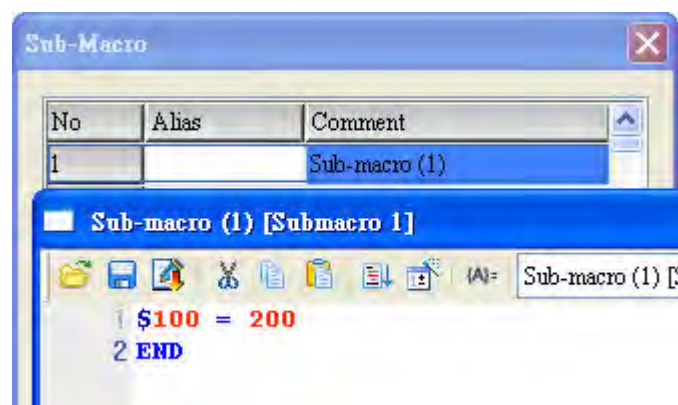 Sub-Macro
No Alias Comment
1 Sub-macro (1)
Sub-macro (1) [Submacro 1]
(A)= Sub-macro (1) [S
1 $100 = 200
2 END